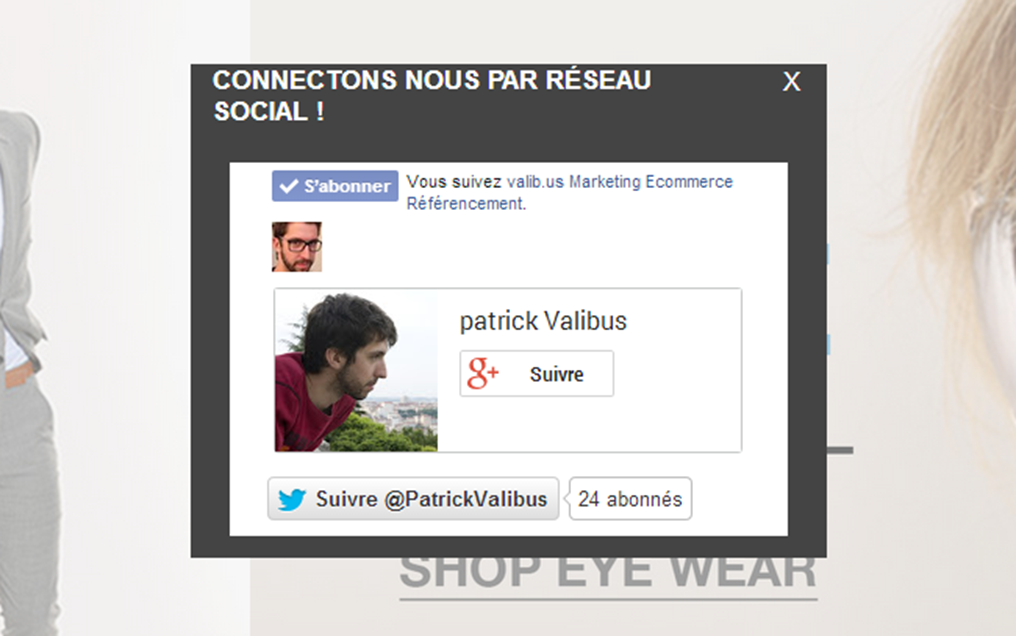 CONNECTONS NOUS PAR RÉSEAU
SOCIAL !
X
S'abonner
Vous suivez valib.us Marketing Ecommerce
Référencement.
patrick Valibus
g+ Suivre
Suivre @PatrickValibus
24 abonnés
SHOP EYE WEAR